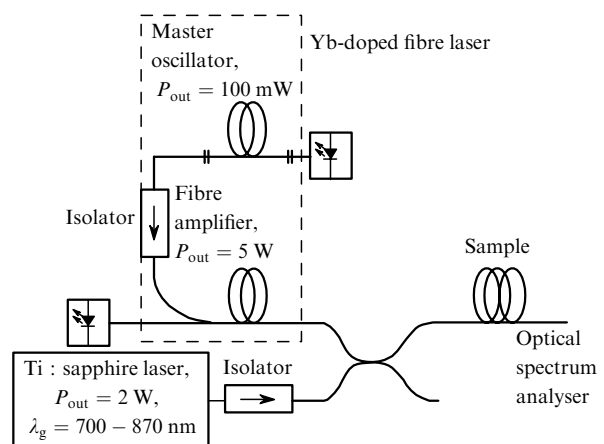 Master
oscillator,
P_out = 100 mW
Yb-doped fibre laser
Isolator
Fibre
amplifier,
P_out = 5 W
Sample
Optical
spectrum
analyser
Ti : sapphire laser,
P_out = 2 W,
λ_g = 700 – 870 nm
Isolator